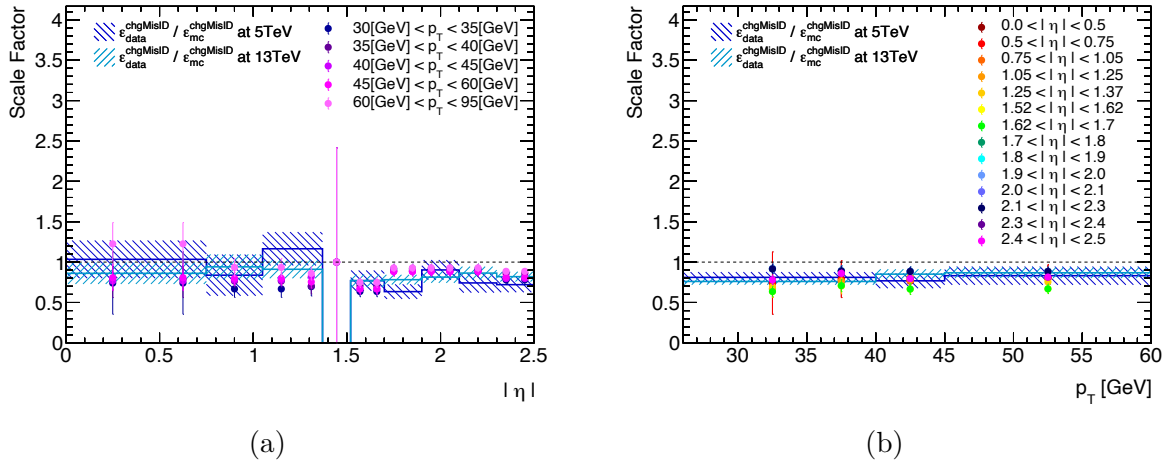 Scale Factor
4
3.5
3
2.5
2
1.5
1
0.5
0
0 0.5 1 1.5 2 2.5
| η |
ε_data^chgMisID / ε_mc^chgMisID at 5TeV
ε_data^chgMisID / ε_mc^chgMisID at 13TeV
30[GeV] < p_T < 35[GeV]
35[GeV] < p_T < 40[GeV]
40[GeV] < p_T < 45[GeV]
45[GeV] < p_T < 60[GeV]
60[GeV] < p_T < 95[GeV]
(a)
Scale Factor
4
3.5
3
2.5
2
1.5
1
0.5
0
30 35 40 45 50 55 60
p_T [GeV]
ε_data^chgMisID / ε_mc^chgMisID at 5TeV
ε_data^chgMisID / ε_mc^chgMisID at 13TeV
0.0 < | η | < 0.5
0.5 < | η | < 0.75
0.75 < | η | < 1.05
1.05 < | η | < 1.25
1.25 < | η | < 1.37
1.52 < | η | < 1.62
1.62 < | η | < 1.7
1.7 < | η | < 1.8
1.8 < | η | < 1.9
1.9 < | η | < 2.0
2.0 < | η | < 2.1
2.1 < | η | < 2.3
2.3 < | η | < 2.4
2.4 < | η | < 2.5
(b)